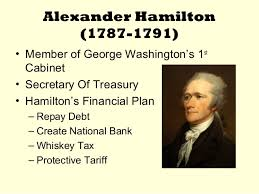 Alexander Hamilton
(1787-1791)
• Member of George Washington's 1st
Cabinet
• Secretary Of Treasury
• Hamilton's Financial Plan
– Repay Debt
– Create National Bank
– Whiskey Tax
– Protective Tariff